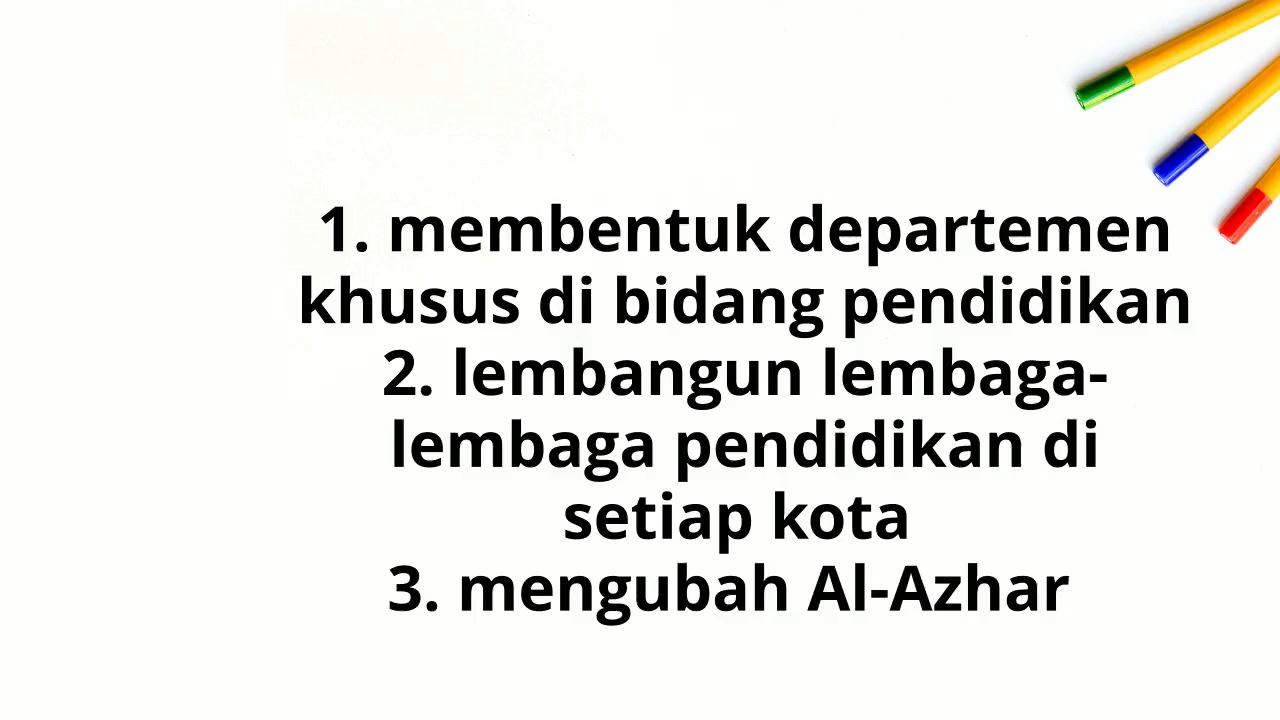 1. membentuk departemen
khusus di bidang pendidikan
2. lembangun lembaga-
lembaga pendidikan di
setiap kota
3. mengubah Al-Azhar